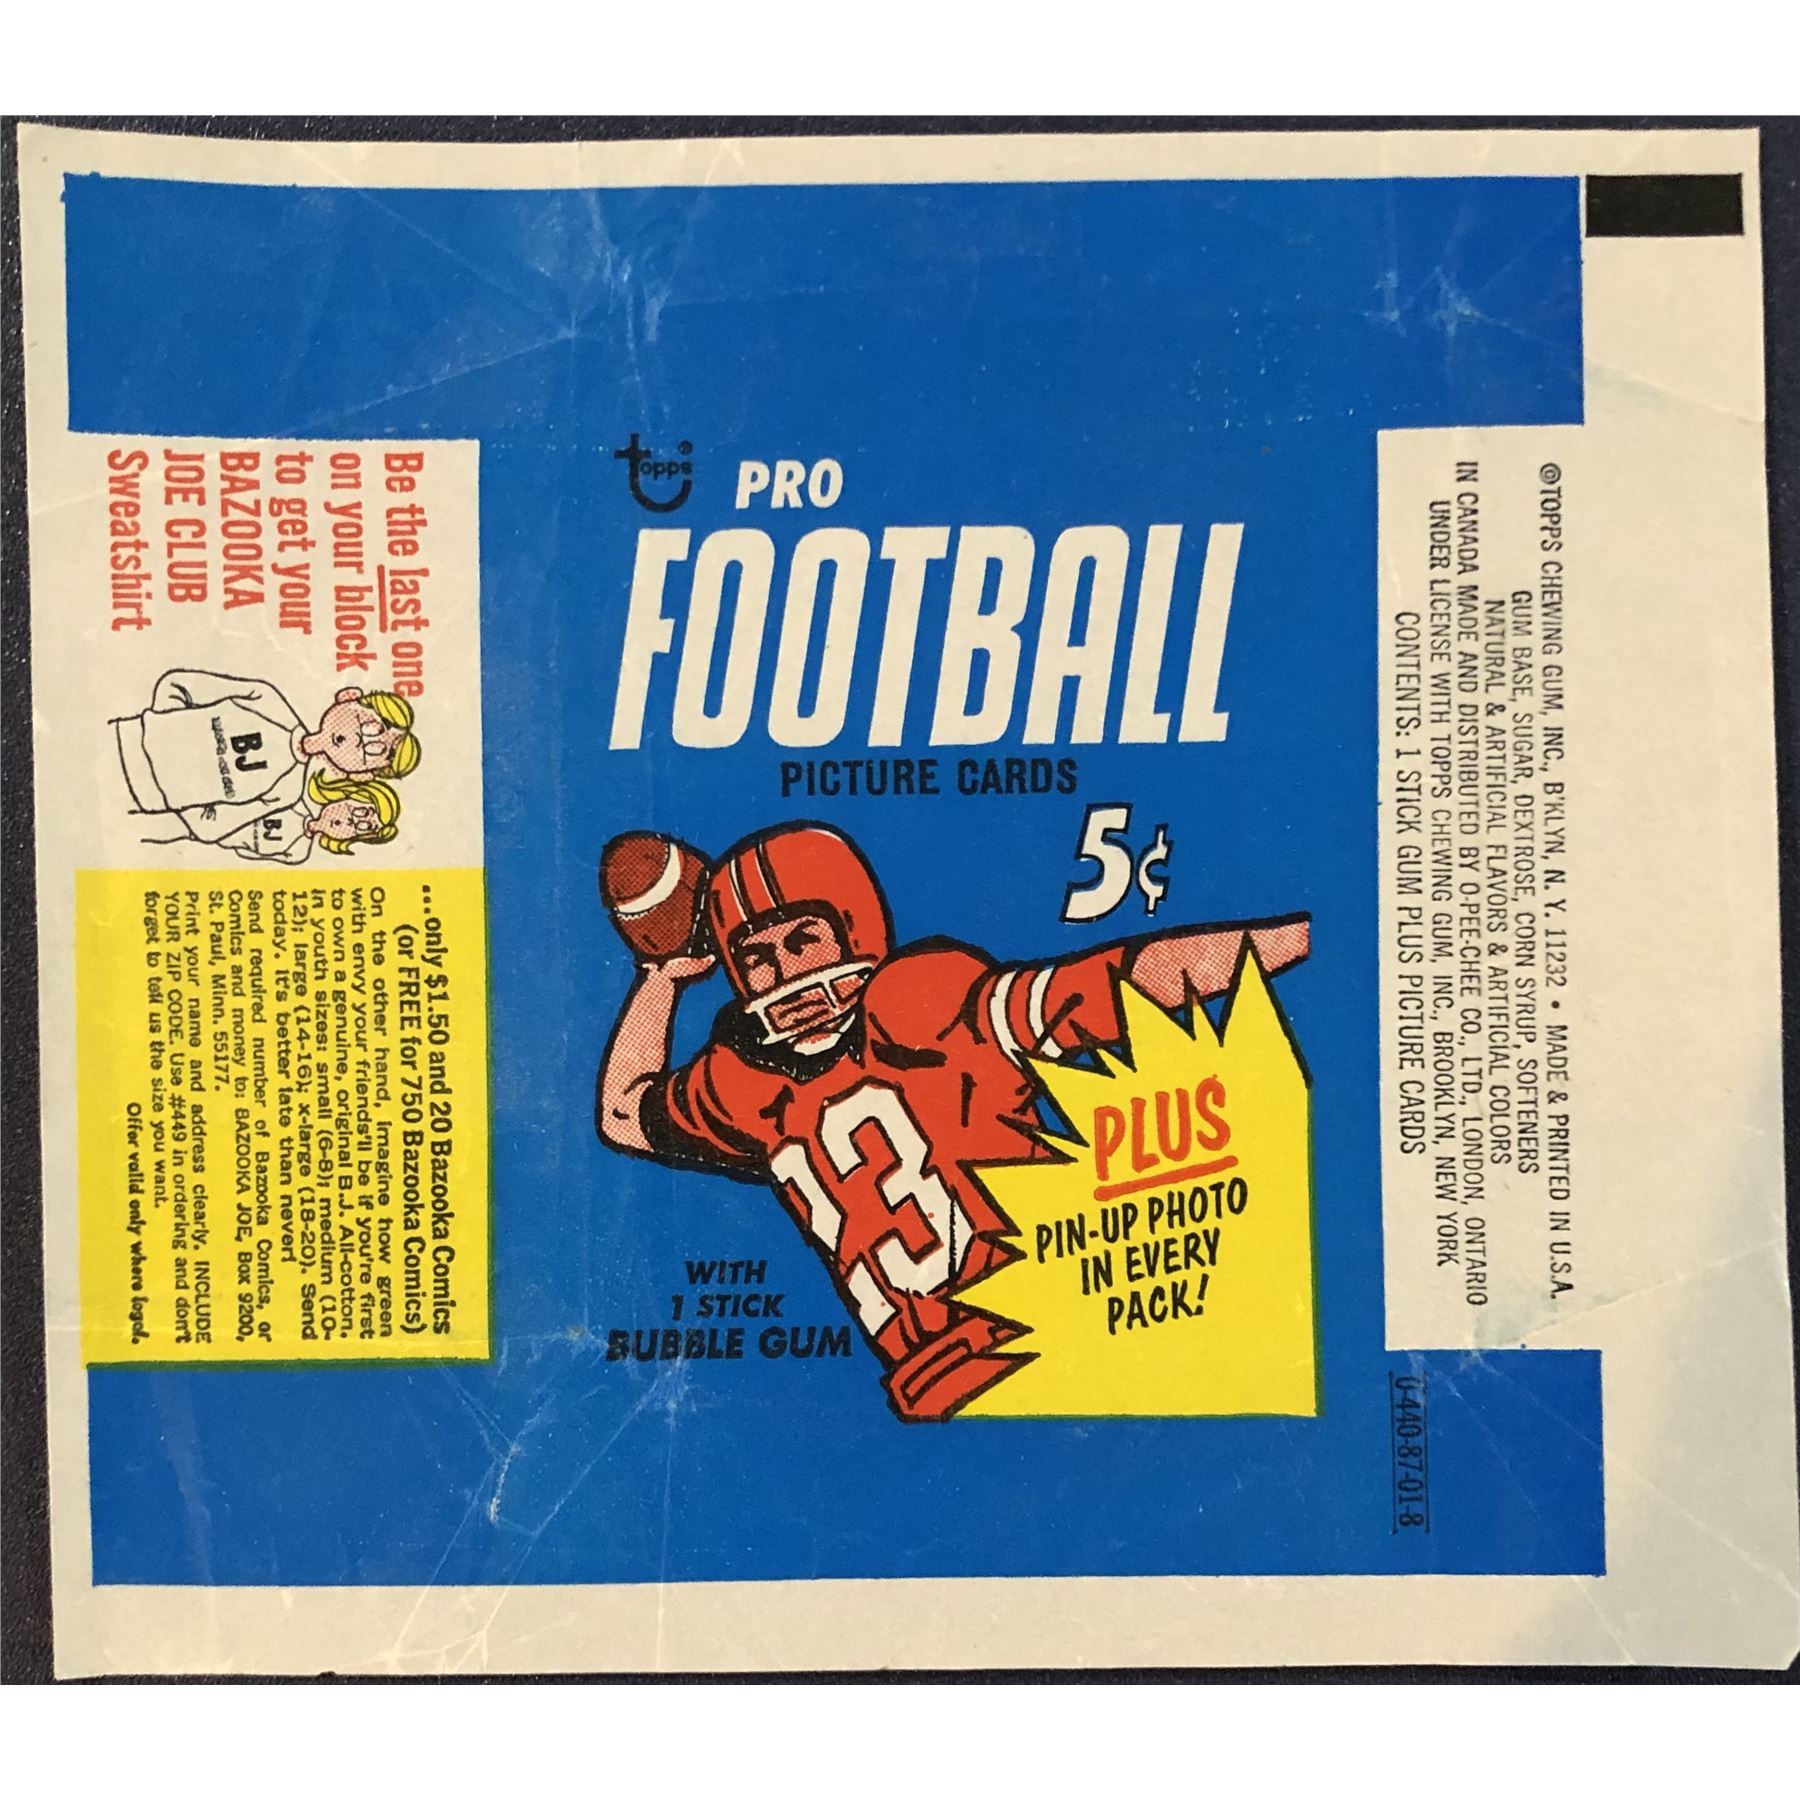 topps
PRO
FOOTBALL
PICTURE CARDS
5¢
PLUS
PIN-UP PHOTO
IN EVERY
PACK!
WITH
1 STICK
BUBBLE GUM
13
Be the last one
on your block
to get your
BAZOOKA
JOE CLUB
Sweatshirt
BJ
BJ
...only $1.50 and 20 Bazooka Comics
(or FREE for 750 Bazooka Comics)
On the other hand, imagine how green
with envy your friends'll be if you're first
to own a genuine, original B.J. All-cotton.
In youth sizes: small (6-8); medium (10-
12); large (14-16); x-large (18-20). Send
today. It's better late than never!
Send required number of Bazooka Comics, or
Comics and money to: BAZOOKA JOE, Box 9200,
St. Paul, Minn. 55177.
Print your name and address clearly. INCLUDE
YOUR ZIP CODE. Use #449 in ordering and don't
forget to tell us the size you want.
Offer valid only where legal.
©TOPPS CHEWING GUM, INC., B'KLYN, N. Y. 11232 • MADE & PRINTED IN U.S.A.
GUM BASE, SUGAR, DEXTROSE, CORN SYRUP, SOFTENERS
NATURAL & ARTIFICIAL FLAVORS & ARTIFICIAL COLORS
IN CANADA MADE AND DISTRIBUTED BY O-PEE-CHEE CO., LTD., LONDON, ONTARIO
UNDER LICENSE WITH TOPPS CHEWING GUM, INC., BROOKLYN, NEW YORK
CONTENTS: 1 STICK GUM PLUS PICTURE CARDS
0-440-87-01-8